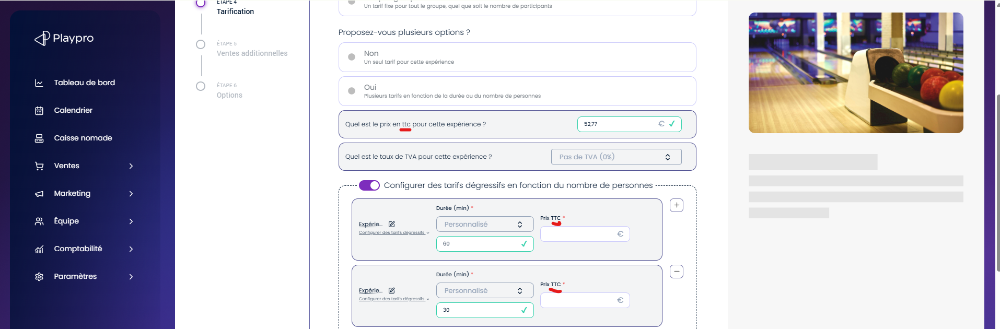 Playpro
Tableau de bord
Calendrier
Caisse nomade
Ventes
Marketing
Équipe
Comptabilité
Paramètres
ÉTAPE 4
Tarification
ÉTAPE 5
Ventes additionnelles
ÉTAPE 6
Options
Un tarif fixe pour tout le groupe, quel que soit le nombre de participants
Proposez-vous plusieurs options ?
Non
Un seul tarif pour cette expérience
Oui
Plusieurs tarifs en fonction de la durée ou du nombre de personnes
Quel est le prix en ttc pour cette expérience ?
52,77 €
Quel est le taux de TVA pour cette expérience ?
Pas de TVA (0%)
Configurer des tarifs dégressifs en fonction du nombre de personnes
Expérie...
Configurer des tarifs dégressifs
Durée (min) *
Personnalisé
60
Prix TTC *
€
Expérie...
Configurer des tarifs dégressifs
Durée (min) *
Personnalisé
30
Prix TTC *
€